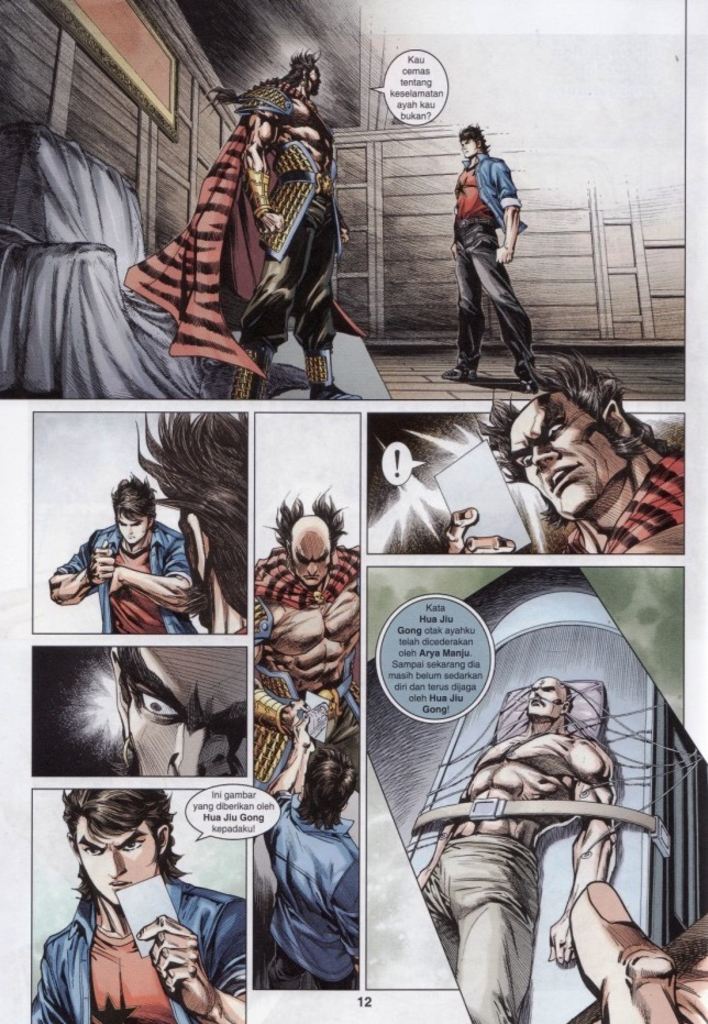 Kau
cemas
tentang
keselamatan
ayah kau
bukan?
!
Ini gambar
yang diberikan oleh
Hua Jiu Gong
kepadaku!
Kata
Hua Jiu
Gong otak ayahku
telah dicederakan
oleh Arya Manju.
Sampai sekarang dia
masih belum sedarkan
diri dan terus dijaga
oleh Hua Jiu
Gong!
12